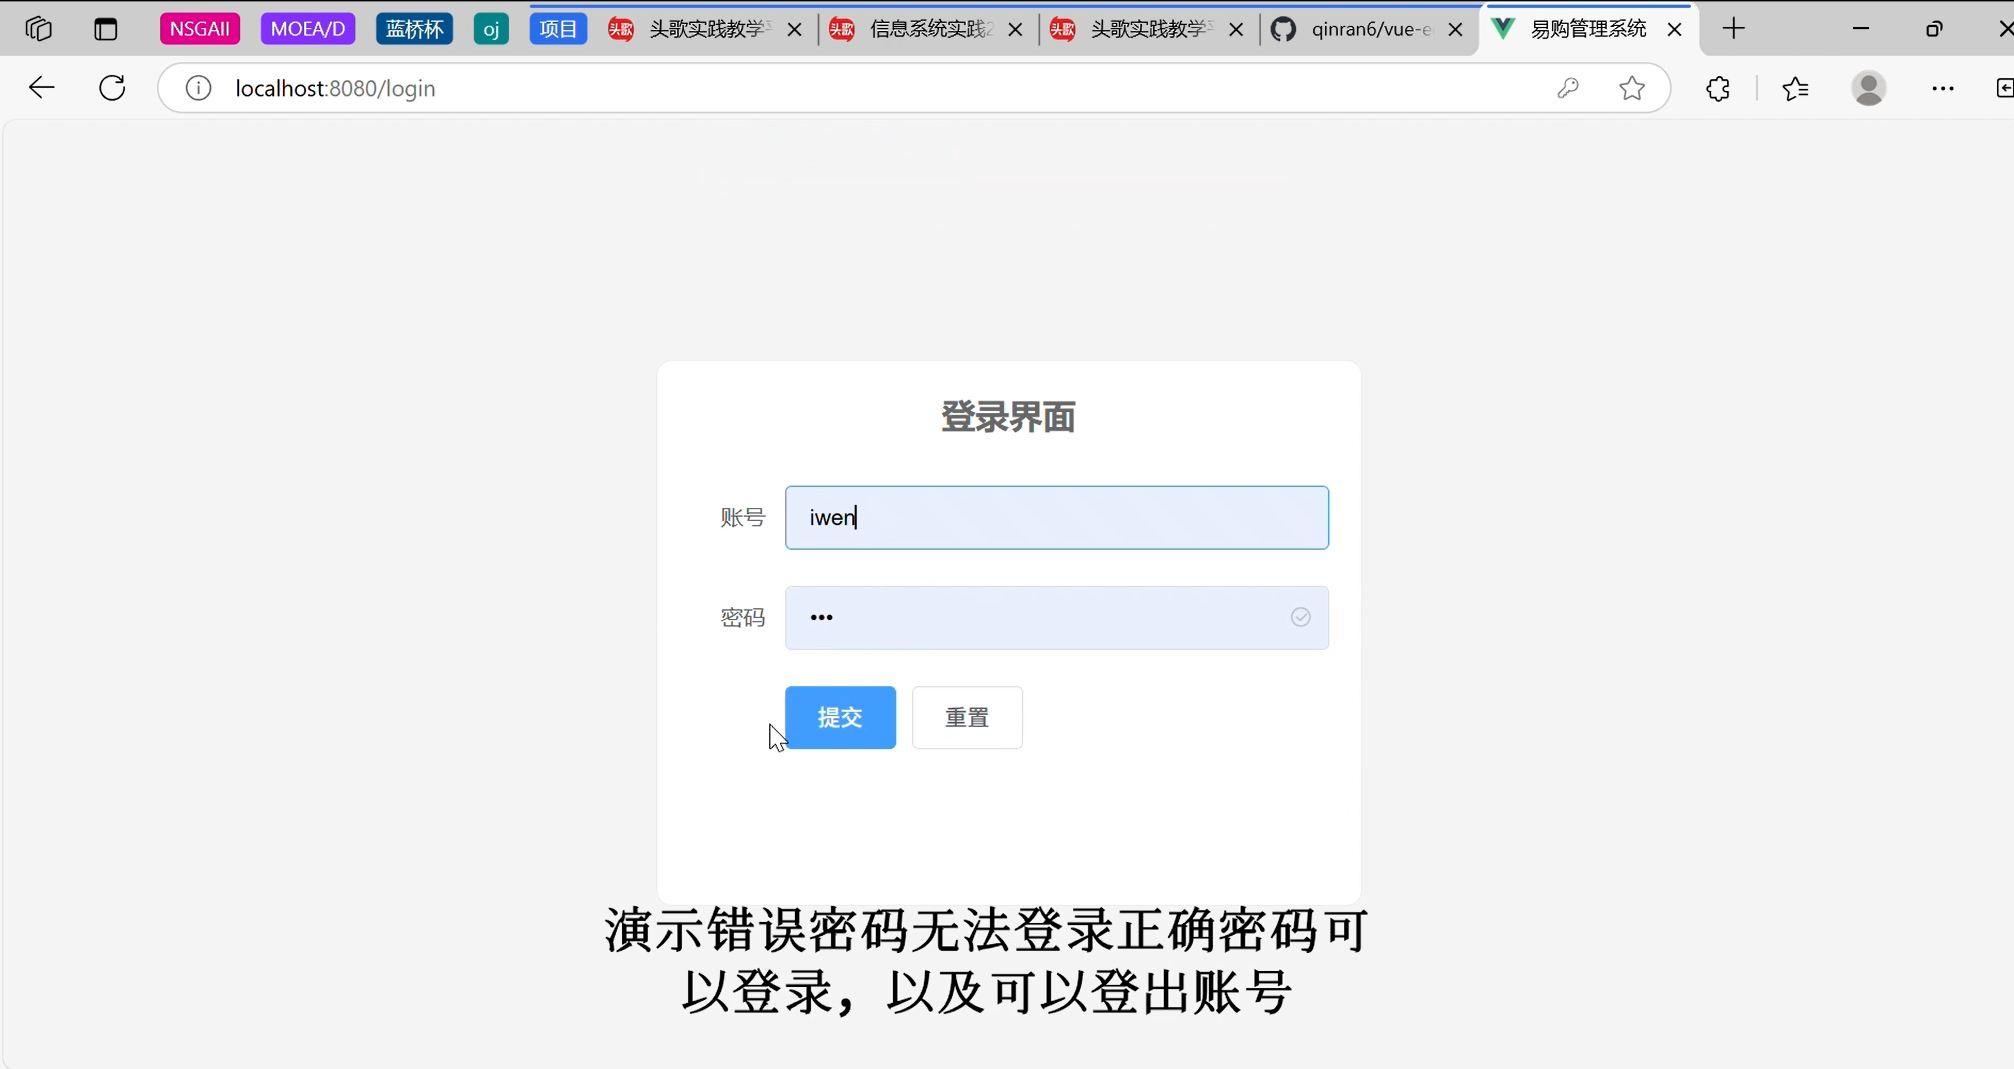 NSGAII MOEA/D 蓝桥杯 oj 项目 头歌实践教学 信息系统实践 头歌实践教学 qinran6/vue-e 易购管理系统
localhost:8080/login
登录界面
账号 iwen
密码 •••
提交 重置
演示错误密码无法登录正确密码可
以登录，以及可以登出账号